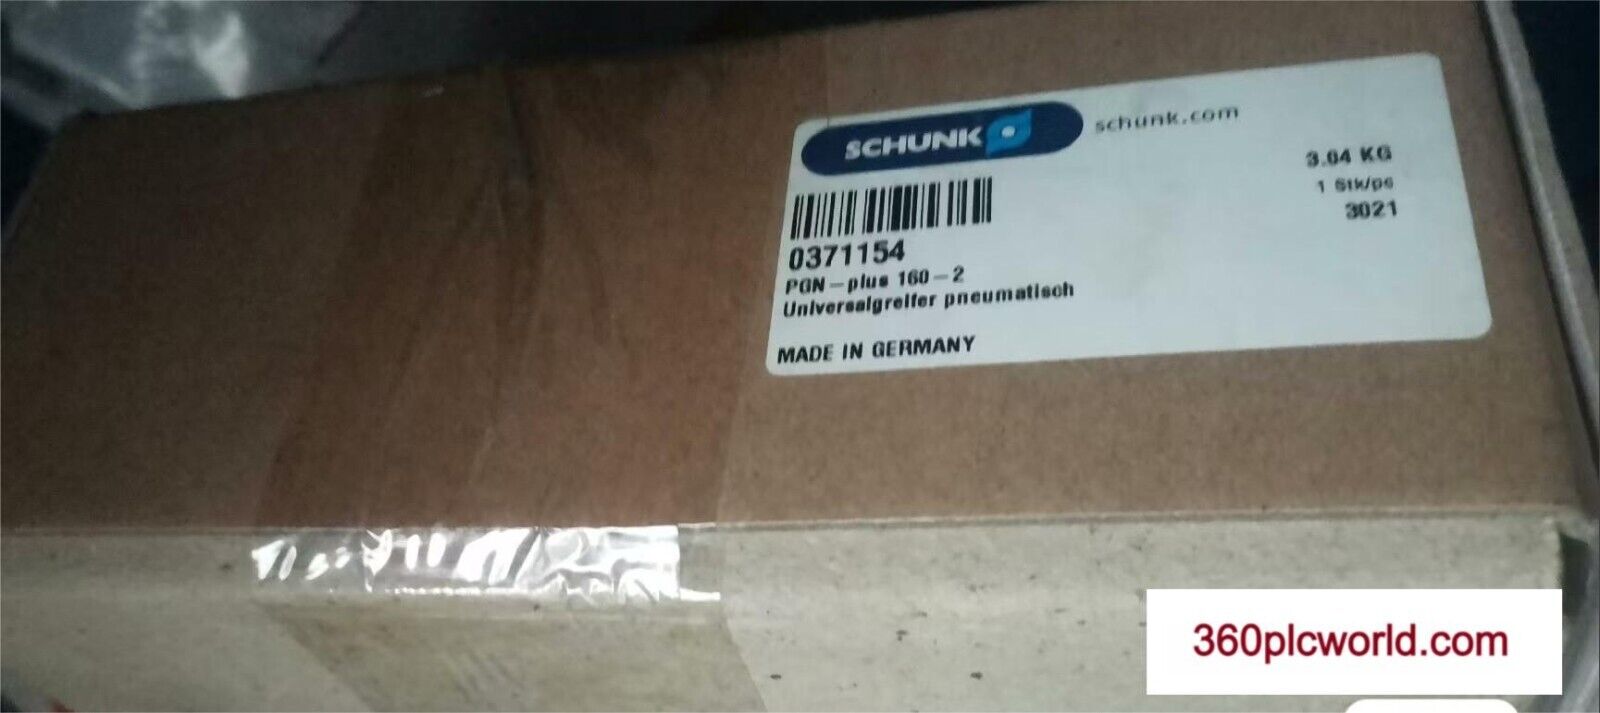 SCHUNK
schunk.com
3.04 KG
1 Stk/pc
3021
0371154
PGN-plus 160-2
Universalgreifer pneumatisch
MADE IN GERMANY
360plcworld.com